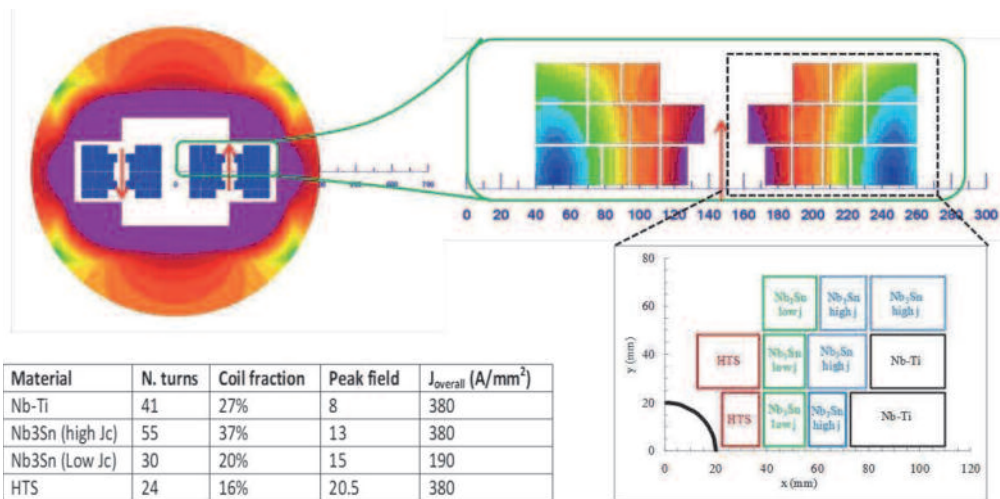 0 20 40 60 80 100 120 140 160 180 200 220 240 260 280 300
80
60
40
20
0
y (mm)
Nb3Sn low j
Nb3Sn high j
Nb3Sn high j
HTS
Nb3Sn low j
Nb3Sn high j
Nb-Ti
HTS
Nb3Sn low j
Nb3Sn high j
Nb-Ti
0 20 40 60 80 100 120
x (mm)
Material N. turns Coil fraction Peak field Joverall (A/mm²)
Nb-Ti 41 27% 8 380
Nb3Sn (high Jc) 55 37% 13 380
Nb3Sn (Low Jc) 30 20% 15 190
HTS 24 16% 20.5 380